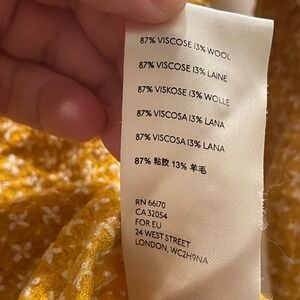 87% VISCOSE 13% WOOL
87% VISCOSE 13% LAINE
87% VISKOSE 13% WOLLE
87% VISCOSA 13% LANA
87% VISCOSA 13% LANA
87% 粘胶 13% 羊毛
RN 66170
CA 32054
FOR EU
24 WEST STREET
LONDON, WC2H9NA